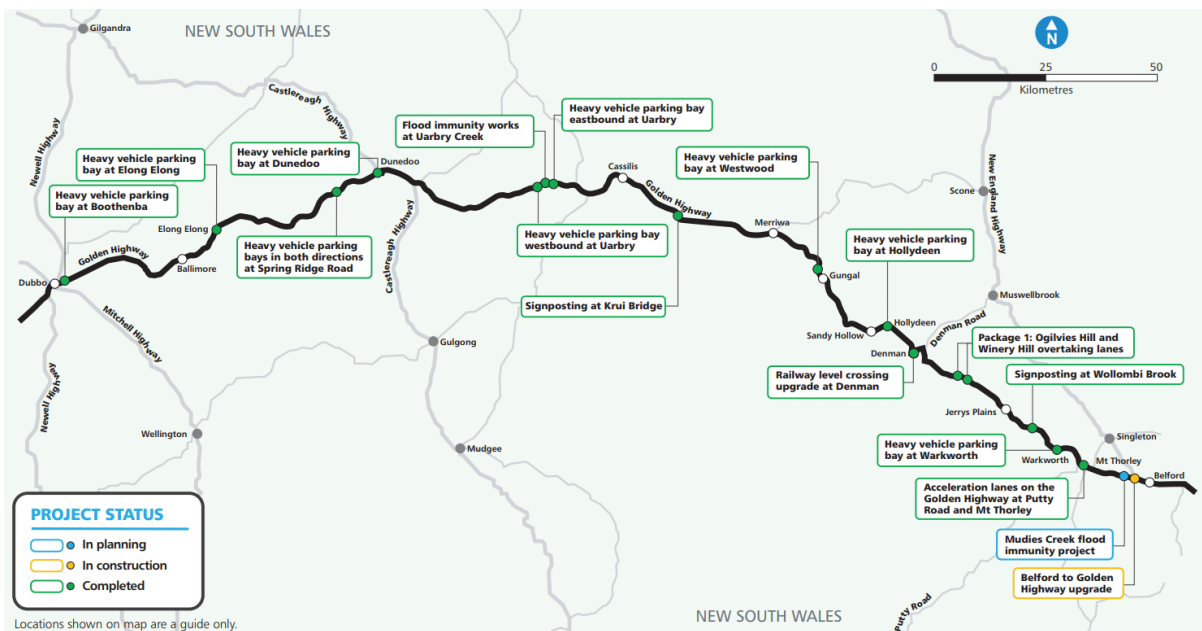 Gilgandra
NEW SOUTH WALES
N
0
25
50
Kilometres
Castlereagh Highway
Newell Highway
Heavy vehicle parking bay
eastbound at Uarbry
Flood immunity works
at Uarbry Creek
Heavy vehicle parking
bay at Dunedoo
Heavy vehicle parking
bay at Elong Elong
Heavy vehicle parking
bay at Westwood
Dunedoo
Cassilis
Golden Highway
New England Highway
Scone
Heavy vehicle parking
bay at Boothenba
Elong Elong
Castlereagh Highway
Heavy vehicle parking
bays in both directions
at Spring Ridge Road
Heavy vehicle parking bay
westbound at Uarbry
Merriwa
Heavy vehicle parking
bay at Hollydeen
Golden Highway
Ballimore
Dubbo
Gungal
Signposting at Krui Bridge
Muswellbrook
Mitchell Highway
Sandy Hollow
Hollydeen
Denman Road
Gulgong
Denman
Package 1: Ogilvies Hill and
Winery Hill overtaking lanes
Railway level crossing
upgrade at Denman
Signposting at Wollombi Brook
Newell Highway
Jerrys Plains
Wellington
Mudgee
Singleton
Heavy vehicle parking
bay at Warkworth
Warkworth
Mt Thorley
Belford
Acceleration lanes on the
Golden Highway at Putty
Road and Mt Thorley
PROJECT STATUS
In planning
In construction
Completed
Mudies Creek flood
immunity project
Belford to Golden
Highway upgrade
Putty Road
NEW SOUTH WALES
Locations shown on map are a guide only.